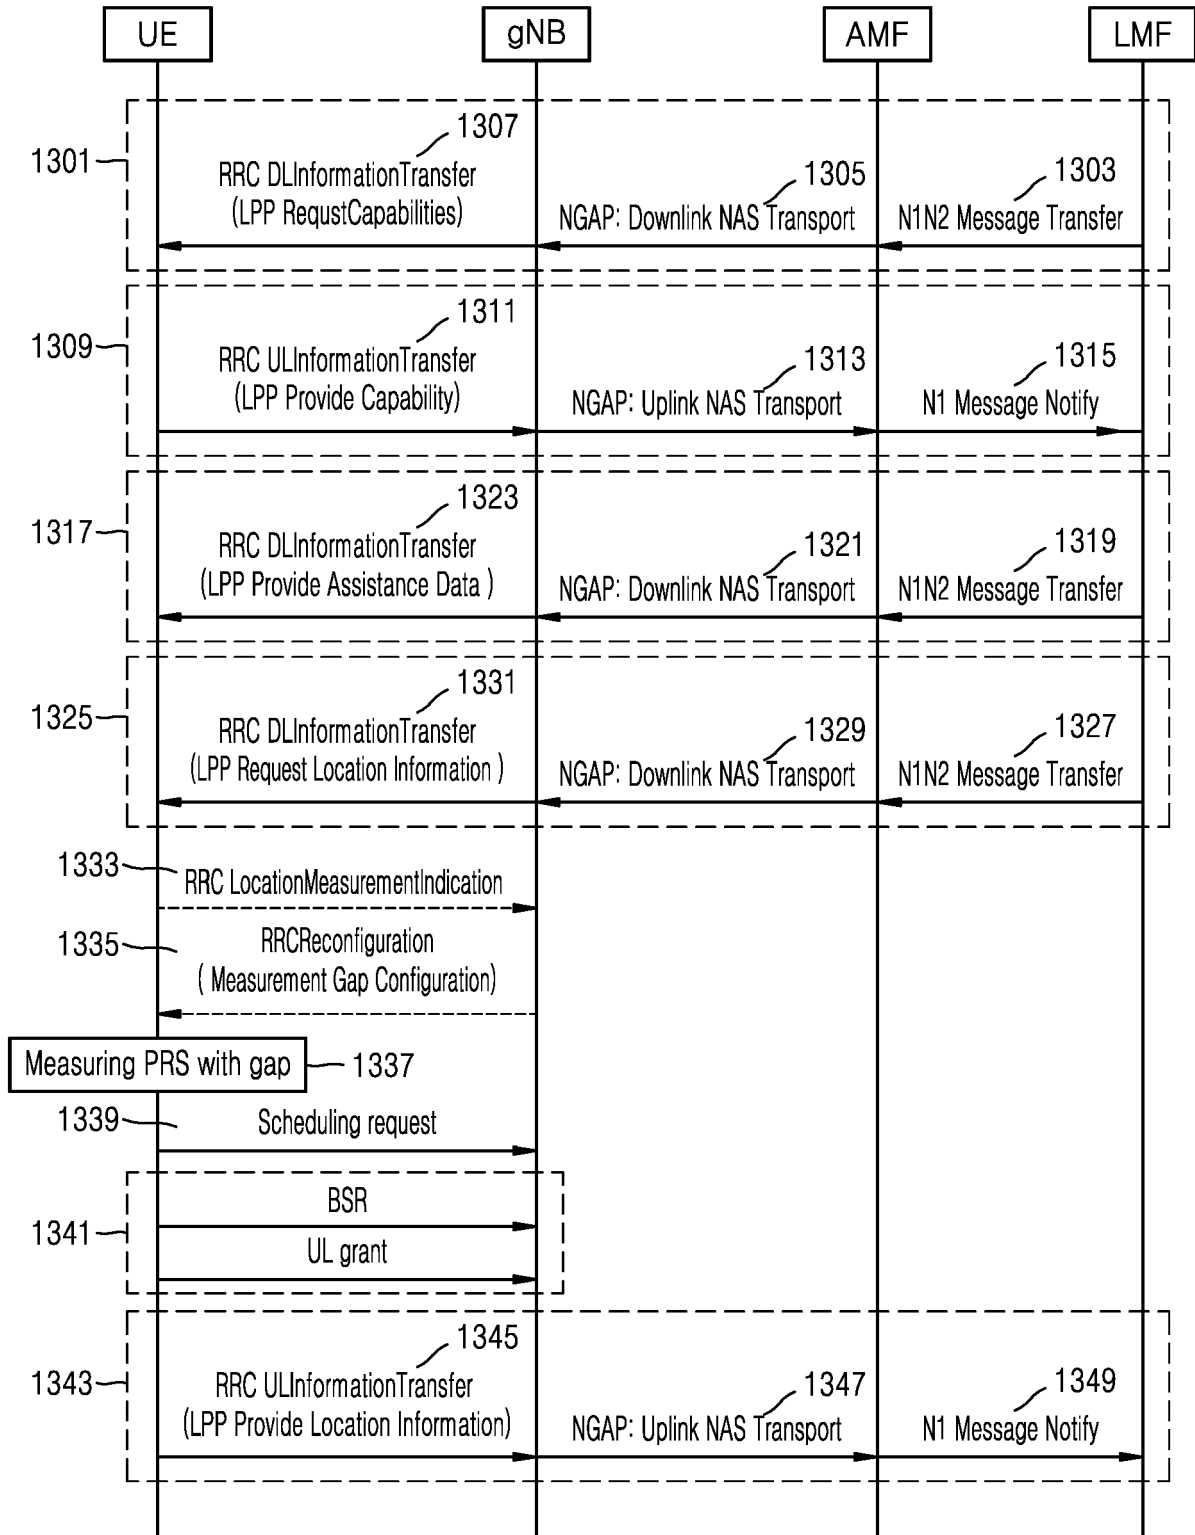 UE
gNB
AMF
LMF
1301
1307
RRC DLInformationTransfer
(LPP RequstCapabilities)
1305
NGAP: Downlink NAS Transport
1303
N1N2 Message Transfer
1309
1311
RRC ULInformationTransfer
(LPP Provide Capability)
1313
NGAP: Uplink NAS Transport
1315
N1 Message Notify
1317
1323
RRC DLInformationTransfer
(LPP Provide Assistance Data )
1321
NGAP: Downlink NAS Transport
1319
N1N2 Message Transfer
1325
1331
RRC DLInformationTransfer
(LPP Request Location Information )
1329
NGAP: Downlink NAS Transport
1327
N1N2 Message Transfer
1333
RRC LocationMeasurementIndication
1335
RRCReconfiguration
( Measurement Gap Configuration)
Measuring PRS with gap
1337
1339
Scheduling request
1341
BSR
UL grant
1343
1345
RRC ULInformationTransfer
(LPP Provide Location Information)
1347
NGAP: Uplink NAS Transport
1349
N1 Message Notify